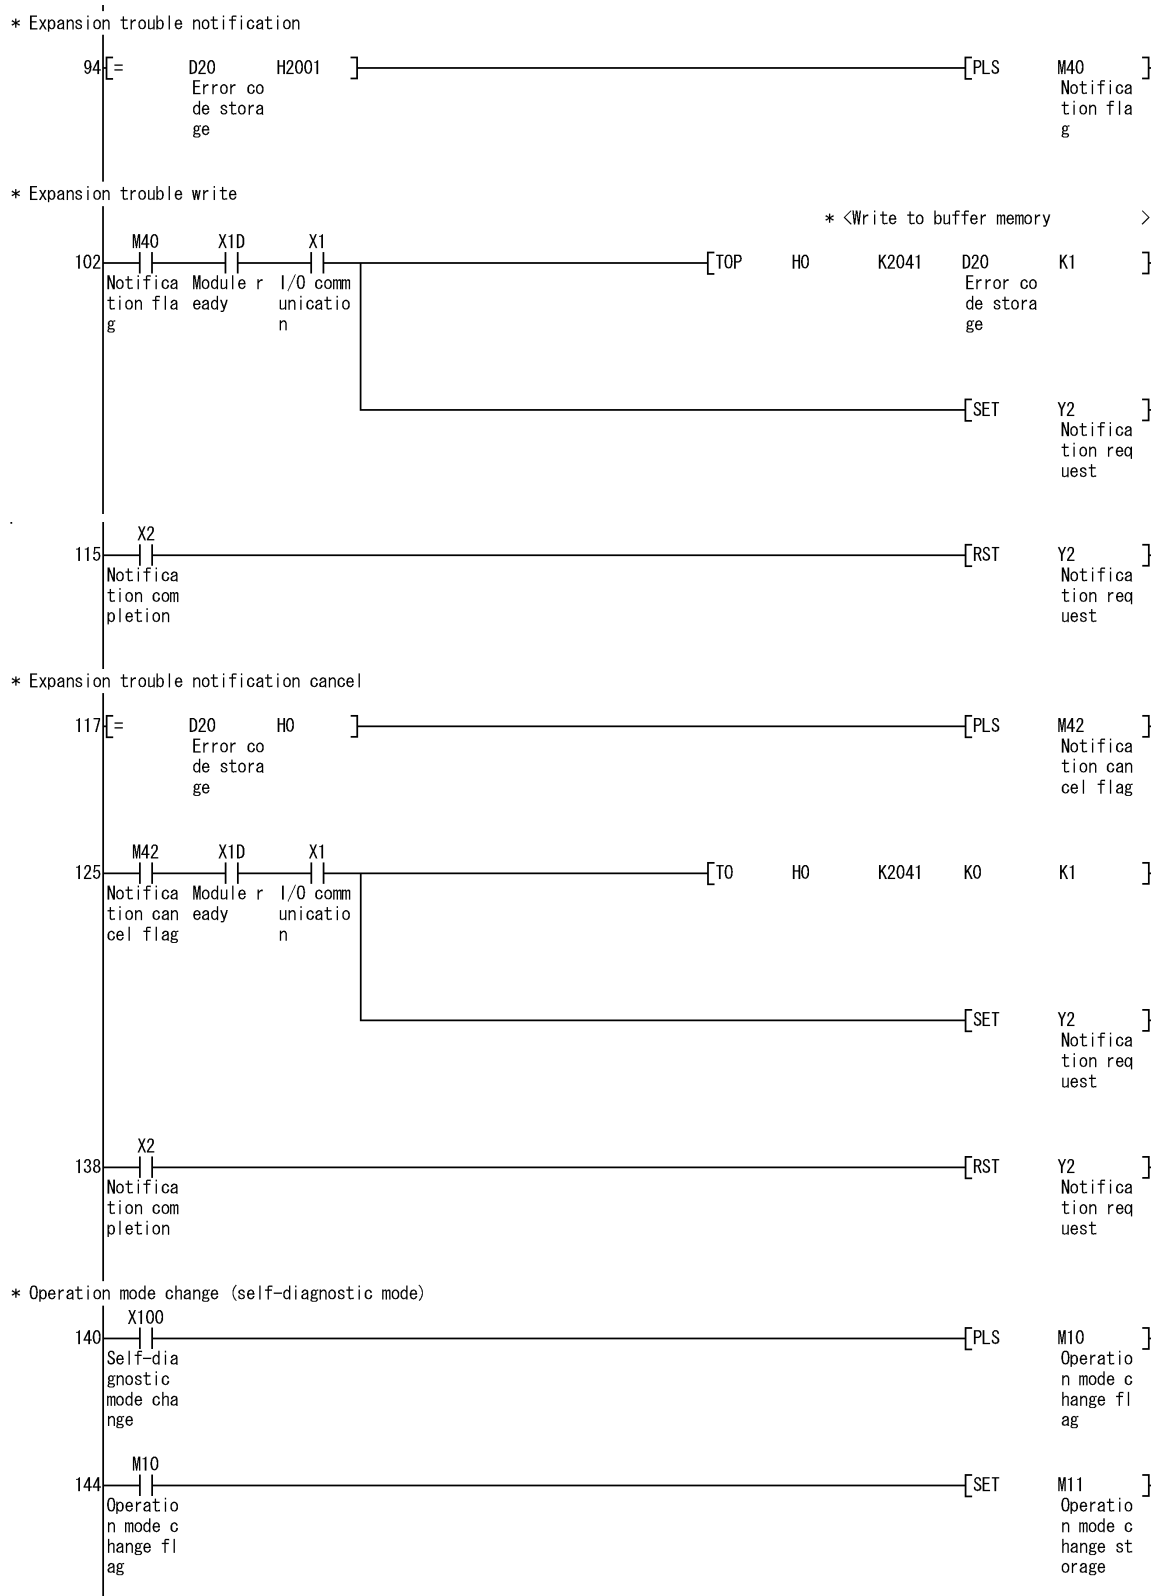 * Expansion trouble notification
94 [= D20 H2001 ] [PLS M40 ]
Error co Notifica
de stora tion fla
ge g
* Expansion trouble write
* <Write to buffer memory >
M40 X1D X1
102 [TOP H0 K2041 D20 K1 ]
Notifica Module r I/O comm Error co
tion fla eady unicatio de stora
g n ge
[SET Y2 ]
Notifica
tion req
uest
X2
115 [RST Y2 ]
Notifica Notifica
tion com tion req
pletion uest
* Expansion trouble notification cancel
117 [= D20 H0 ] [PLS M42 ]
Error co Notifica
de stora tion can
ge cel flag
M42 X1D X1
125 [TO H0 K2041 K0 K1 ]
Notifica Module r I/O comm
tion can eady unicatio
cel flag n
[SET Y2 ]
Notifica
tion req
uest
X2
138 [RST Y2 ]
Notifica Notifica
tion com tion req
pletion uest
* Operation mode change (self-diagnostic mode)
X100
140 [PLS M10 ]
Self-dia Operatio
gnostic n mode c
mode cha hange fl
nge ag
M10
144 [SET M11 ]
Operatio Operatio
n mode c n mode c
hange fl hange st
ag orage